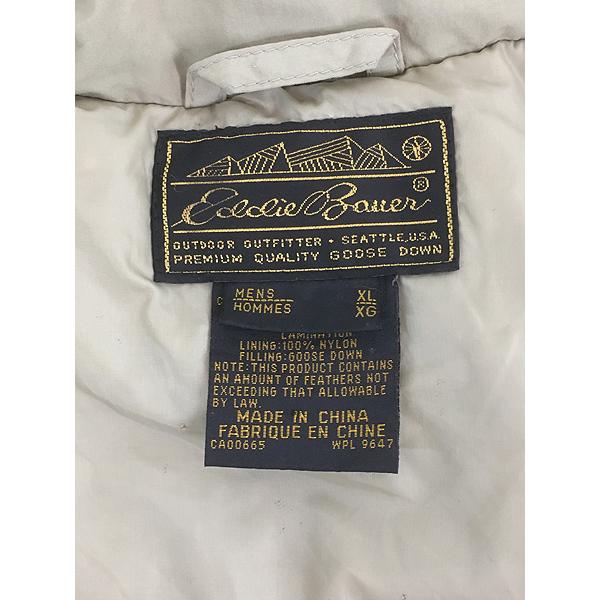 Eddie Bauer ®
OUTDOOR OUTFITTER • SEATTLE, U.S.A.
PREMIUM QUALITY GOOSE DOWN
MENS XL
HOMMES XG
LAMINATION
LINING:100% NYLON
FILLING:GOOSE DOWN
NOTE:THIS PRODUCT CONTAINS
AN AMOUNT OF FEATHERS NOT
EXCEEDING THAT ALLOWABLE
BY LAW.
MADE IN CHINA
FABRIQUE EN CHINE
CA00665 WPL 9647